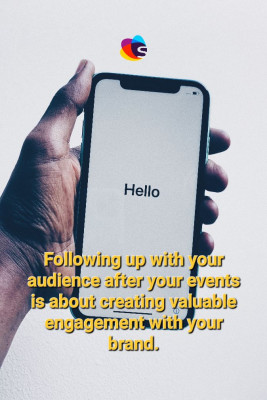 S
Hello
Following up with your
audience after your events
is about creating valuable
engagement with your
brand.